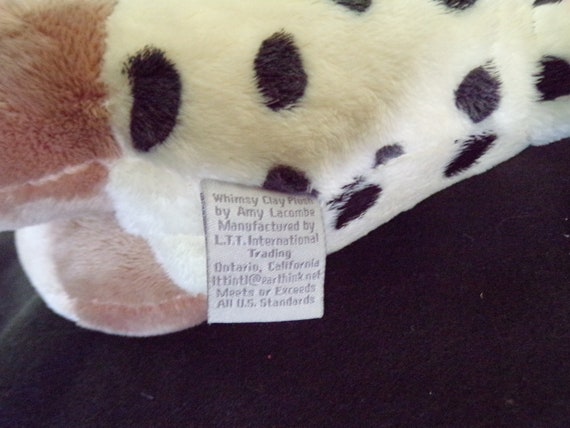 Whimsy Clay Plush
by Amy Lacombe
Manufactured by
L.T.T. International
Trading
Ontario, California
lttintl@earthink.net
Meets or Exceeds
All U.S. Standards